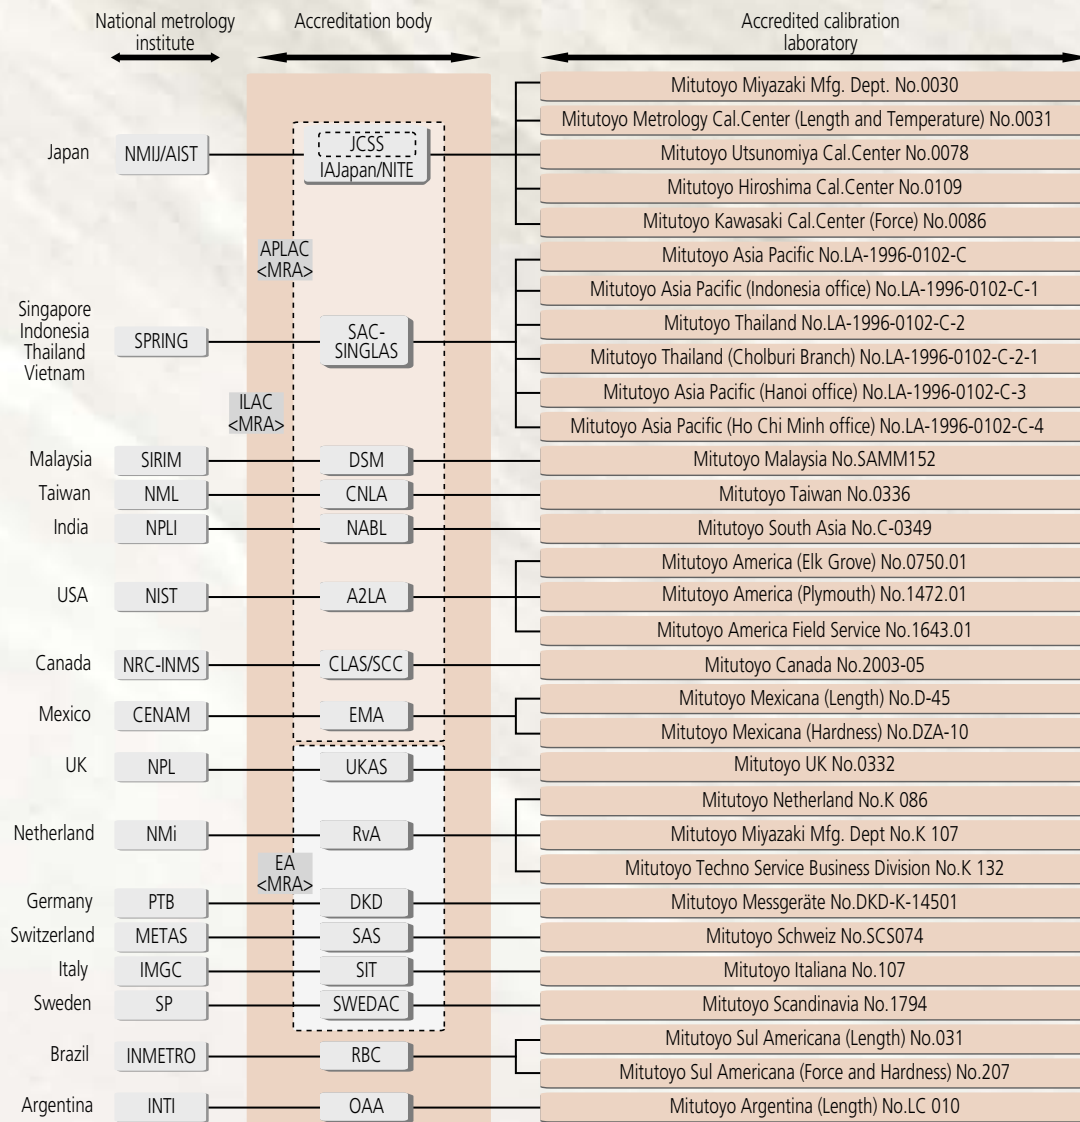 National metrology
institute
Accreditation body
Accredited calibration
laboratory
Japan
NMIJ/AIST
JCSS
IAJapan/NITE
Mitutoyo Miyazaki Mfg. Dept. No.0030
Mitutoyo Metrology Cal.Center (Length and Temperature) No.0031
Mitutoyo Utsunomiya Cal.Center No.0078
Mitutoyo Hiroshima Cal.Center No.0109
Mitutoyo Kawasaki Cal.Center (Force) No.0086
APLAC
<MRA>
Singapore
Indonesia
Thailand
Vietnam
SPRING
SAC-
SINGLAS
Mitutoyo Asia Pacific No.LA-1996-0102-C
Mitutoyo Asia Pacific (Indonesia office) No.LA-1996-0102-C-1
Mitutoyo Thailand No.LA-1996-0102-C-2
Mitutoyo Thailand (Cholburi Branch) No.LA-1996-0102-C-2-1
Mitutoyo Asia Pacific (Hanoi office) No.LA-1996-0102-C-3
Mitutoyo Asia Pacific (Ho Chi Minh office) No.LA-1996-0102-C-4
ILAC
<MRA>
Malaysia
SIRIM
DSM
Mitutoyo Malaysia No.SAMM152
Taiwan
NML
CNLA
Mitutoyo Taiwan No.0336
India
NPLI
NABL
Mitutoyo South Asia No.C-0349
USA
NIST
A2LA
Mitutoyo America (Elk Grove) No.0750.01
Mitutoyo America (Plymouth) No.1472.01
Mitutoyo America Field Service No.1643.01
Canada
NRC-INMS
CLAS/SCC
Mitutoyo Canada No.2003-05
Mexico
CENAM
EMA
Mitutoyo Mexicana (Length) No.D-45
Mitutoyo Mexicana (Hardness) No.DZA-10
UK
NPL
UKAS
Mitutoyo UK No.0332
Netherland
NMi
RvA
Mitutoyo Netherland No.K 086
Mitutoyo Miyazaki Mfg. Dept No.K 107
Mitutoyo Techno Service Business Division No.K 132
EA
<MRA>
Germany
PTB
DKD
Mitutoyo Messgeräte No.DKD-K-14501
Switzerland
METAS
SAS
Mitutoyo Schweiz No.SCS074
Italy
IMGC
SIT
Mitutoyo Italiana No.107
Sweden
SP
SWEDAC
Mitutoyo Scandinavia No.1794
Brazil
INMETRO
RBC
Mitutoyo Sul Americana (Length) No.031
Mitutoyo Sul Americana (Force and Hardness) No.207
Argentina
INTI
OAA
Mitutoyo Argentina (Length) No.LC 010